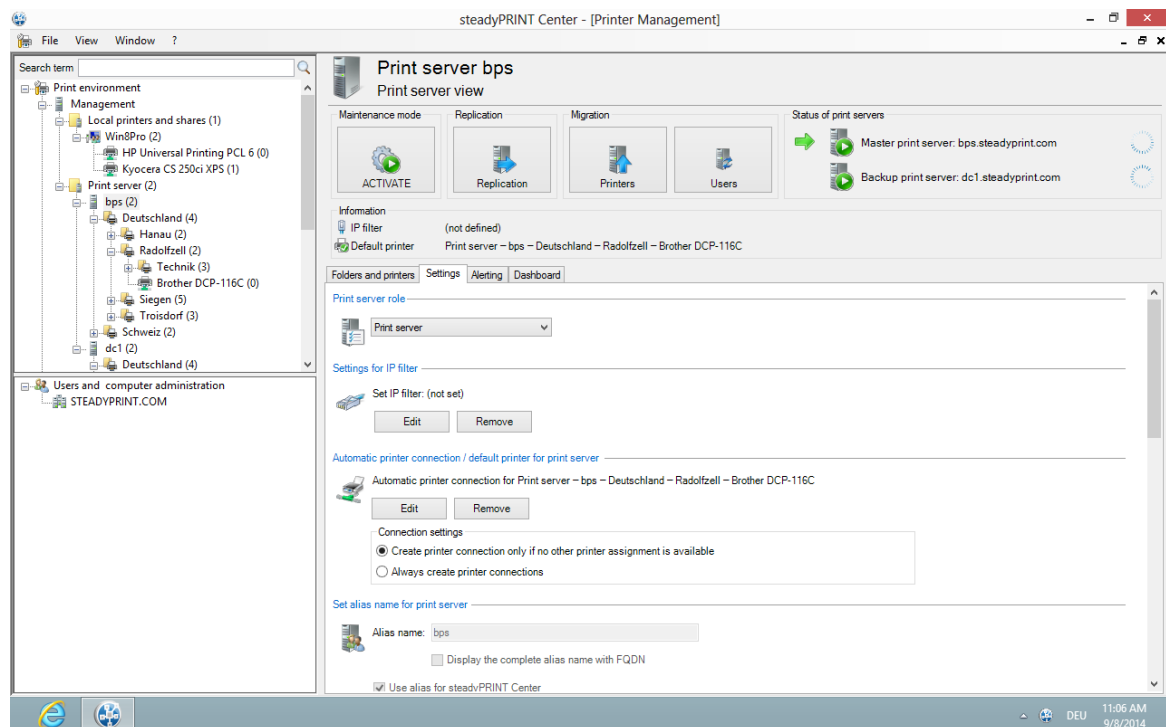 steadyPRINT Center - [Printer Management]
File View Window ?
Search term
Print environment
Management
Local printers and shares (1)
Win8Pro (2)
HP Universal Printing PCL 6 (0)
Kyocera CS 250ci XPS (1)
Print server (2)
bps (2)
Deutschland (4)
Hanau (2)
Radolfzell (2)
Technik (3)
Brother DCP-116C (0)
Siegen (5)
Troisdorf (3)
Schweiz (2)
dc1 (2)
Deutschland (4)
Users and computer administration
STEADYPRINT.COM
Print server bps
Print server view
Maintenance mode Replication Migration Status of print servers
ACTIVATE Replication Printers Users
Master print server: bps.steadyprint.com
Backup print server: dc1.steadyprint.com
Information
IP filter (not defined)
Default printer Print server – bps – Deutschland – Radolfzell – Brother DCP-116C
Folders and printers Settings Alerting Dashboard
Print server role
Print server
Settings for IP filter
Set IP filter: (not set)
Edit Remove
Automatic printer connection / default printer for print server
Automatic printer connection for Print server – bps – Deutschland – Radolfzell – Brother DCP-116C
Edit Remove
Connection settings
Create printer connection only if no other printer assignment is available
Always create printer connections
Set alias name for print server
Alias name: bps
Display the complete alias name with FQDN
Use alias for steadyPRINT Center
DEU 11:06 AM
9/8/2014